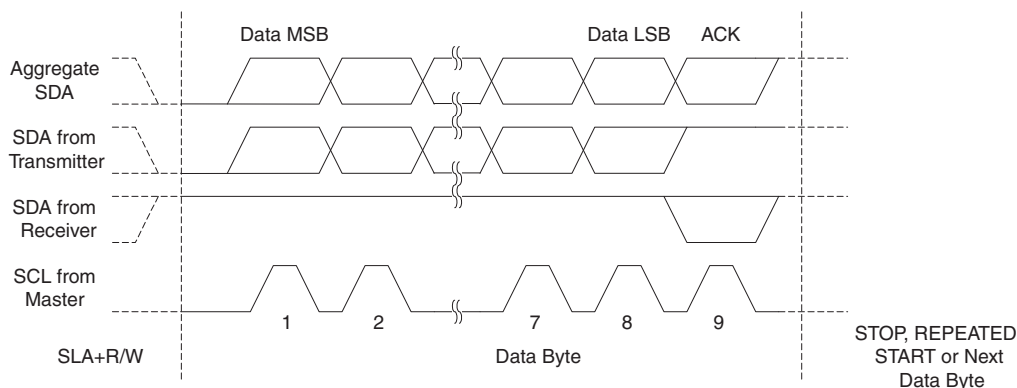 Data MSB
Data LSB
ACK
Aggregate
SDA
SDA from
Transmitter
SDA from
Receiver
SCL from
Master
1
2
7
8
9
SLA+R/W
Data Byte
STOP, REPEATED
START or Next
Data Byte